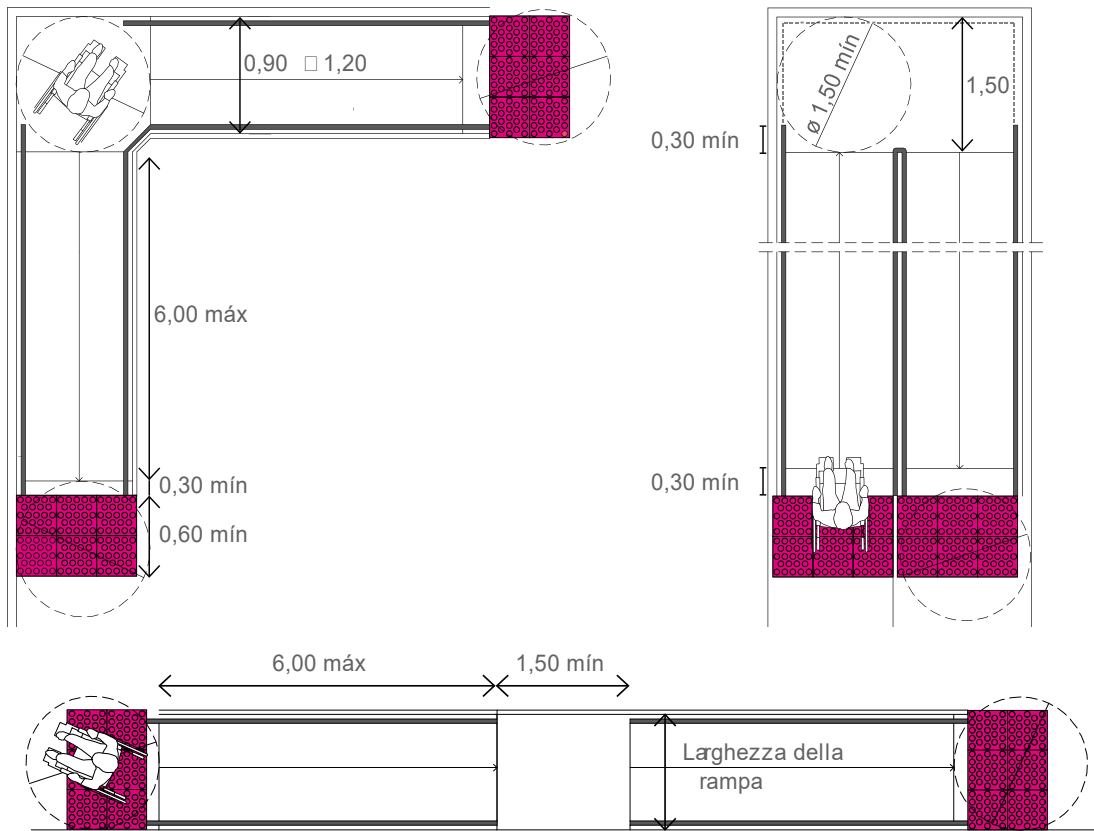 0,90 □ 1,20
ø 1,50 mín
1,50
0,30 mín
6,00 máx
0,30 mín
0,30 mín
0,60 mín
6,00 máx
1,50 mín
Larghezza della
rampa